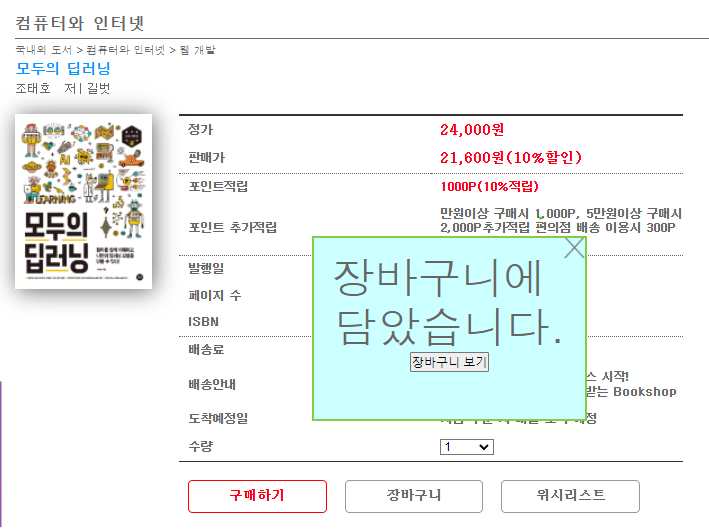 컴퓨터와 인터넷
국내외 도서 > 컴퓨터와 인터넷 > 웹 개발
모두의 딥러닝
조태호 저 | 길벗
LEARNING
모두의
딥러닝
정가 24,000원
판매가 21,600원(10%할인)
포인트적립 1000P(10%적립)
포인트 추가적립
만원이상 구매시 1,000P, 5만원이상 구매시
2,000P추가적립 편의점 배송 이용시 300P
발행일
페이지 수
ISBN
배송료
배송안내
스 시작!
받는 Bookshop
도착예정일
수량 1
X
장바구니에
담았습니다.
장바구니 보기
구매하기 장바구니 위시리스트